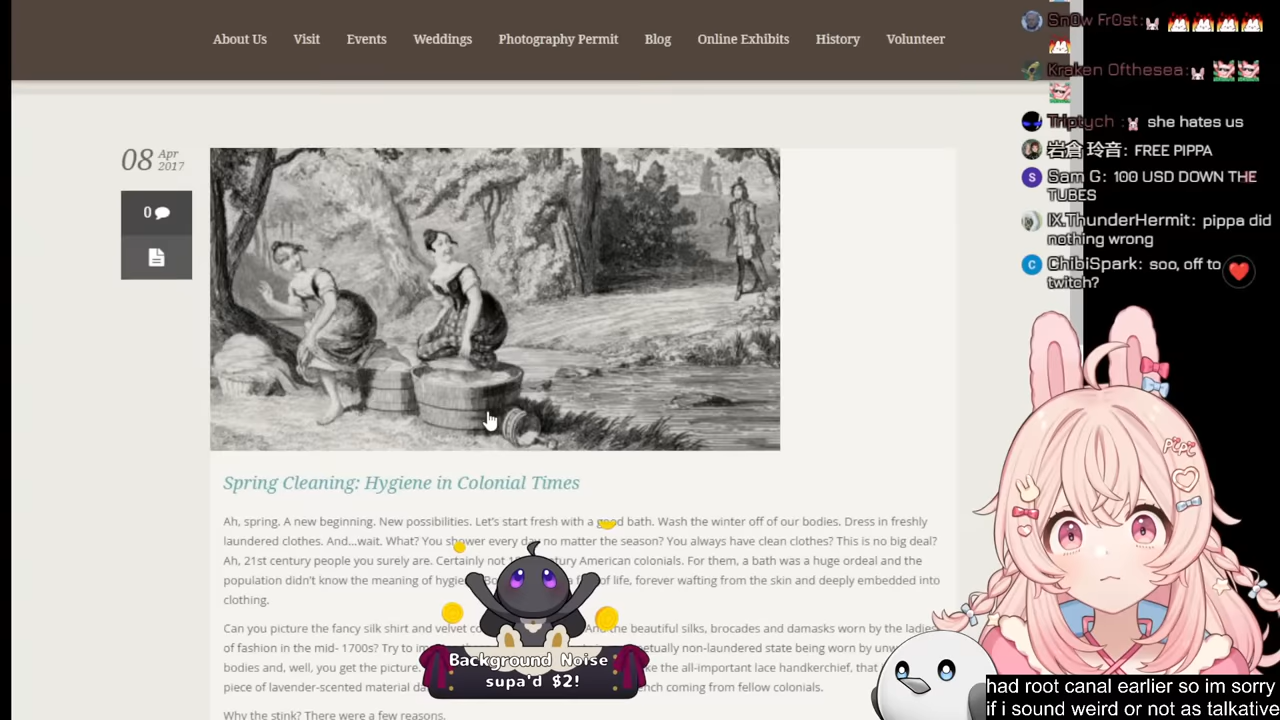 About Us Visit Events Weddings Photography Permit Blog Online Exhibits History Volunteer
08 Apr
2017
0
Spring Cleaning: Hygiene in Colonial Times
Ah, spring. A new beginning. New possibilities. Let's start fresh with a good bath. Wash the winter off of our bodies. Dress in freshly
laundered clothes. And...wait. What? You shower every day no matter the season? You always have clean clothes? This is no big deal?
Ah, 21st century people you surely are. Certainly not American colonials. For them, a bath was a huge ordeal and the
population didn't know the meaning of of life, forever wafting from the skin and deeply embedded into
clothing.
Can you picture the fancy silk shirt and velvet the beautiful silks, brocades and damasks worn by the ladies
of fashion in the mid- 1700s? Try to non-laundered state being worn by
bodies and, well, you get the picture. the all-important lace handkerchief, that
piece of lavender-scented material coming from fellow colonials.
Why the stink? There were a few reasons.
Background Noise
supa'd $2!
Sn0w Fr0st:
Kraken Ofthesea:
Triptych : she hates us
岩倉 玲音: FREE PIPPA
Sam G: 100 USD DOWN THE
TUBES
IX.ThunderHermit: pippa did
nothing wrong
ChibiSpark: soo, off to
twitch?
Pipi
had root canal earlier so im sorry
if i sound weird or not as talkative